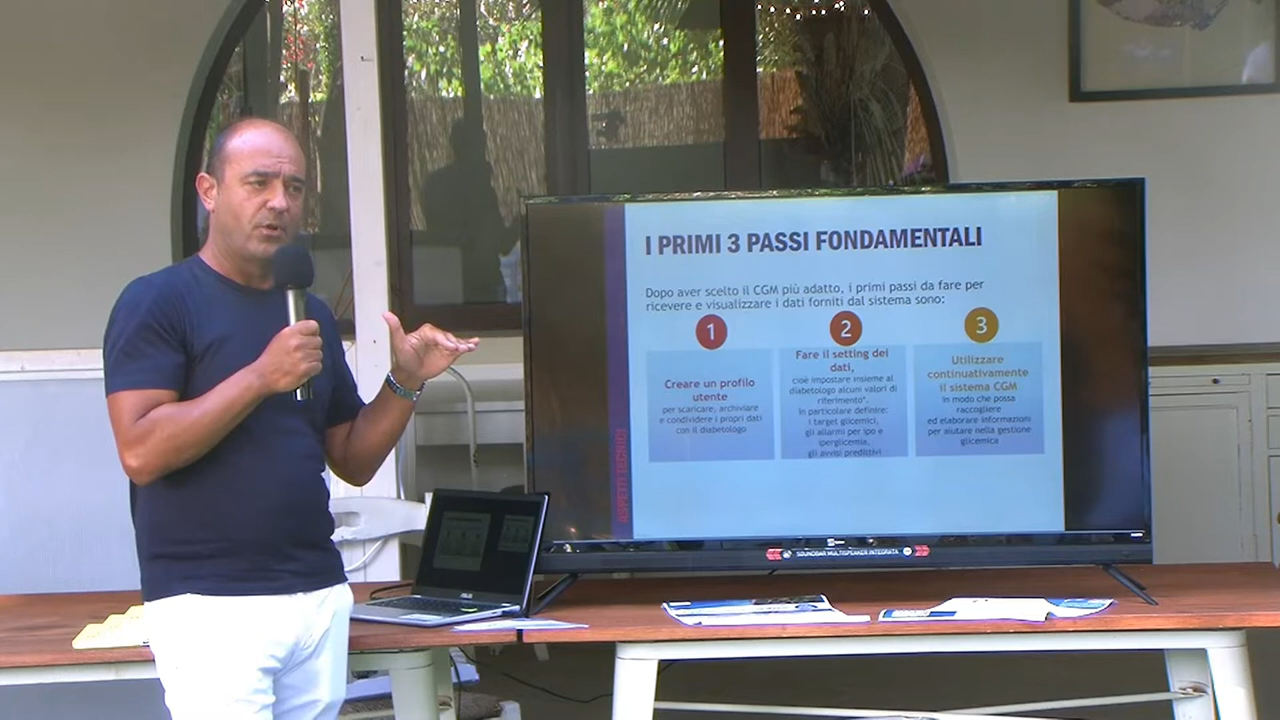 I PRIMI 3 PASSI FONDAMENTALI
Dopo aver scelto il CGM più adatto, i primi passi da fare per
ricevere e visualizzare i dati forniti dal sistema sono:
1
Creare un profilo
utente
per scaricare, archiviare
e condividere i propri dati
con il diabetologo
2
Fare il setting dei
dati,
cioè impostare insieme al
diabetologo alcuni valori di
riferimento*.
In particolare definire:
i target glicemici,
gli allarmi per ipo e
iperglicemia,
gli avvisi predittivi
3
Utilizzare
continuativamente
il sistema CGM
in modo che possa
raccogliere
ed elaborare informazioni
per aiutare nella gestione
glicemica
ASPETTI TECNICI
SOUNDBAR MULTISPEAKER INTEGRATA
ASUS